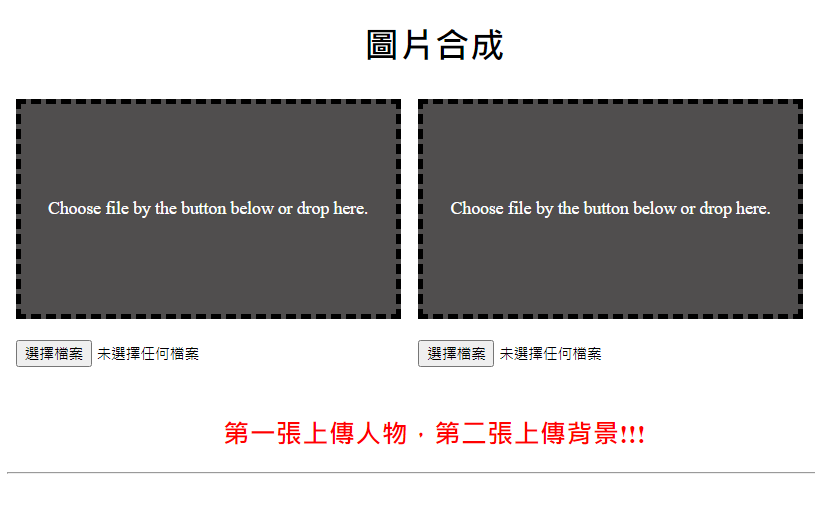 圖片合成
Choose file by the button below or drop here.
Choose file by the button below or drop here.
選擇檔案 未選擇任何檔案
選擇檔案 未選擇任何檔案
第一張上傳人物，第二張上傳背景!!!